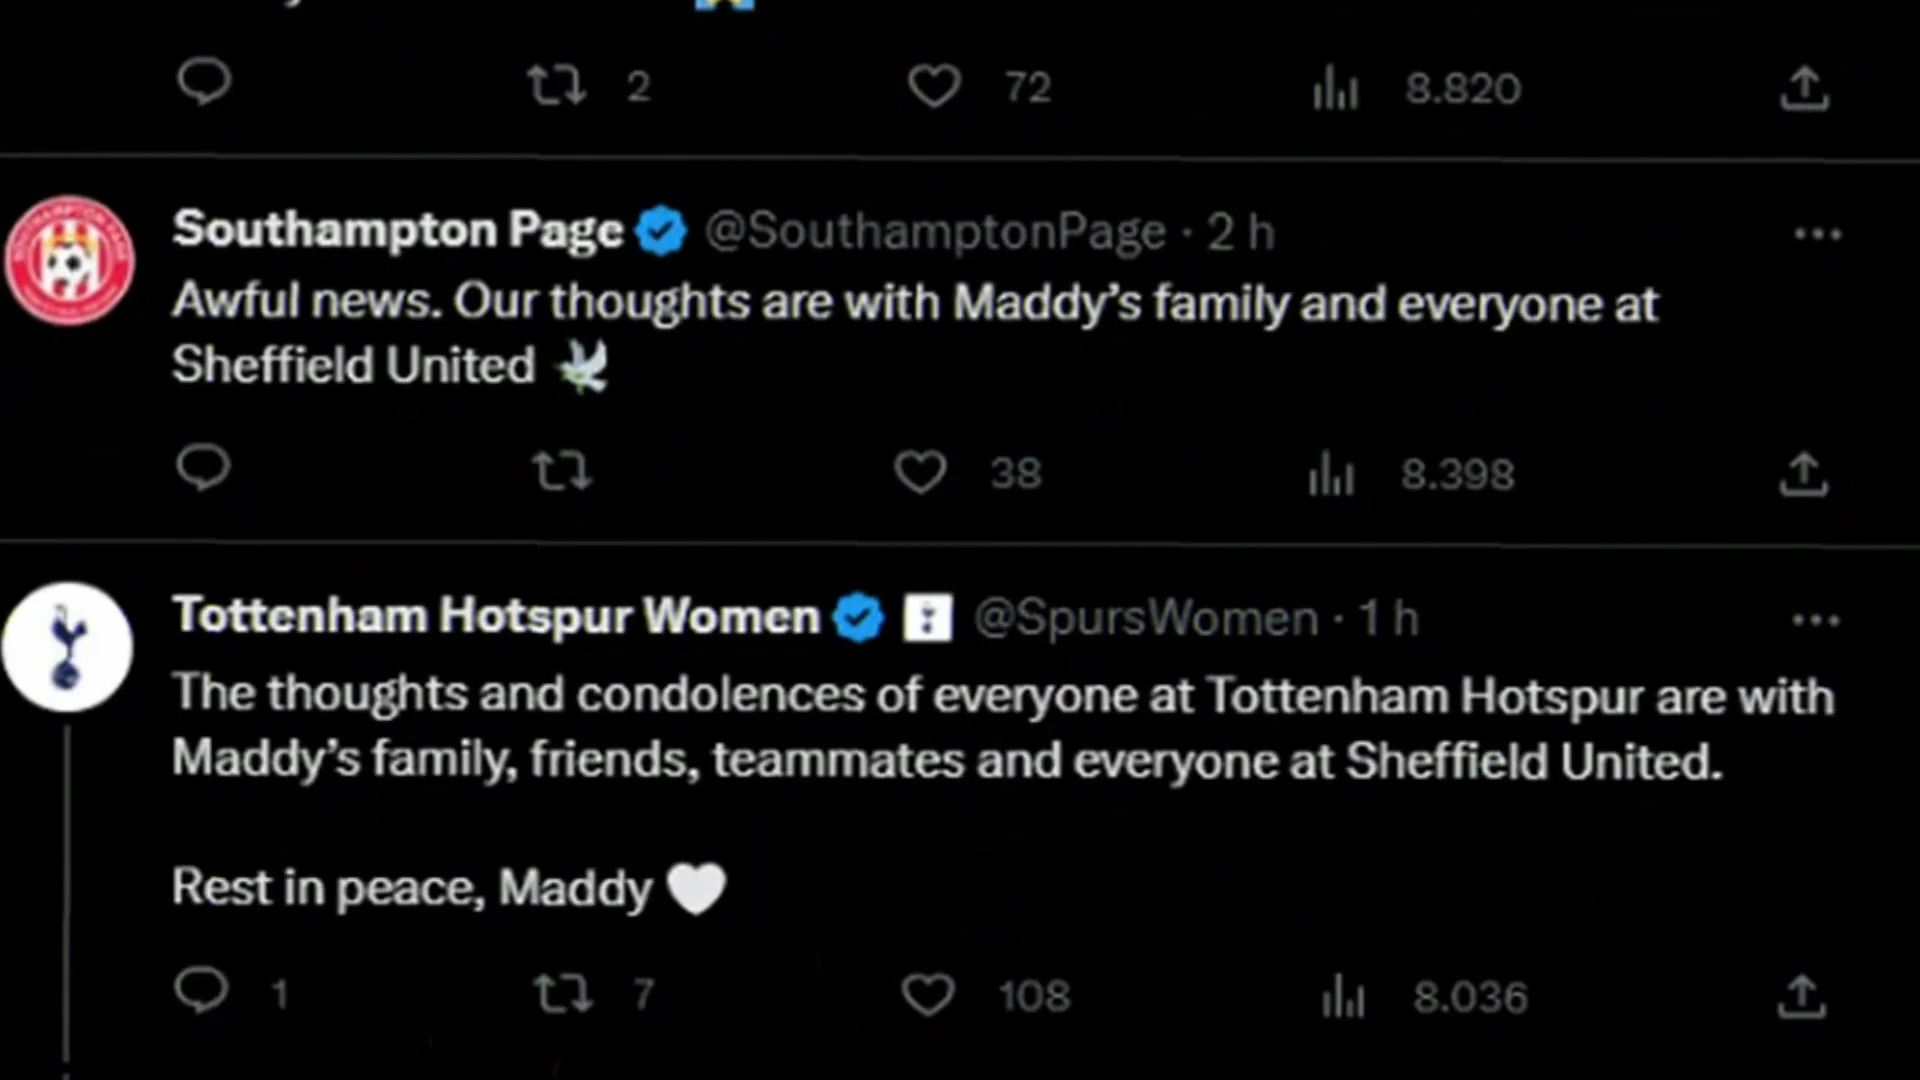 2 72 8.820
Southampton Page @SouthamptonPage · 2 h
Awful news. Our thoughts are with Maddy’s family and everyone at
Sheffield United
38 8.398
Tottenham Hotspur Women @SpursWomen · 1 h
The thoughts and condolences of everyone at Tottenham Hotspur are with
Maddy’s family, friends, teammates and everyone at Sheffield United.
Rest in peace, Maddy
1 7 108 8.036